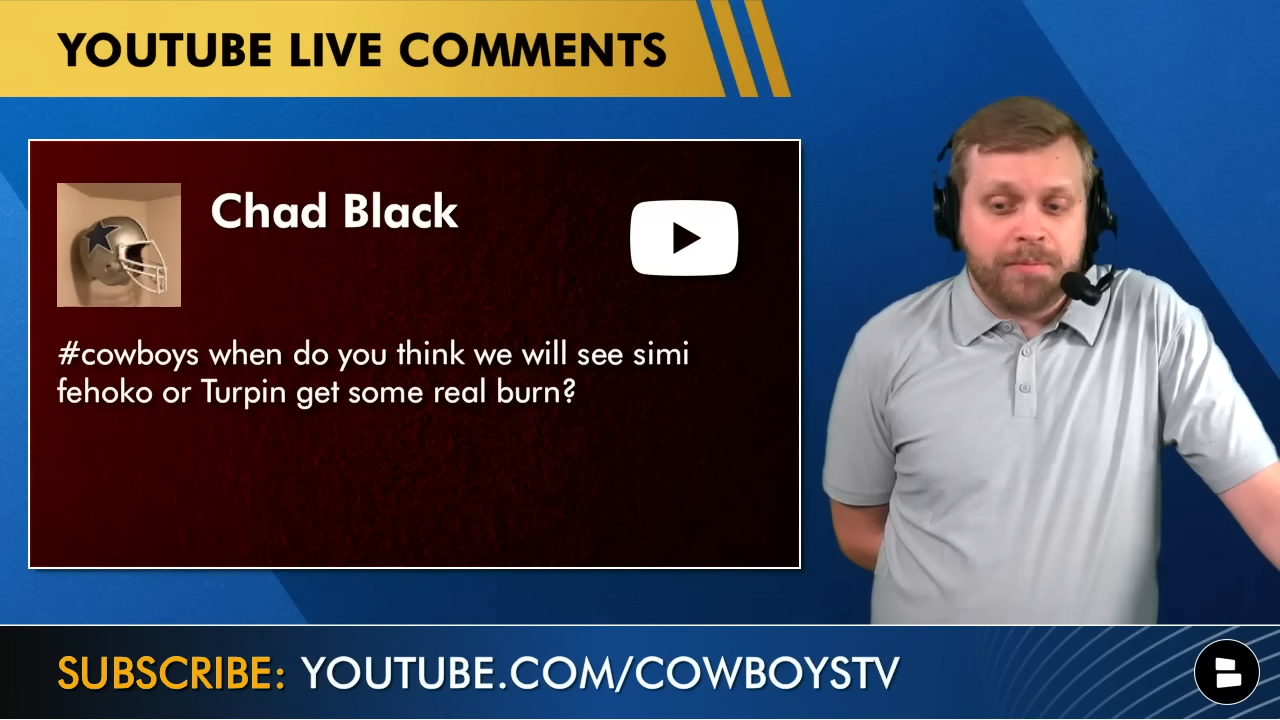 YOUTUBE LIVE COMMENTS
Chad Black
#cowboys when do you think we will see simi
fehoko or Turpin get some real burn?
SUBSCRIBE: YOUTUBE.COM/COWBOYSTV